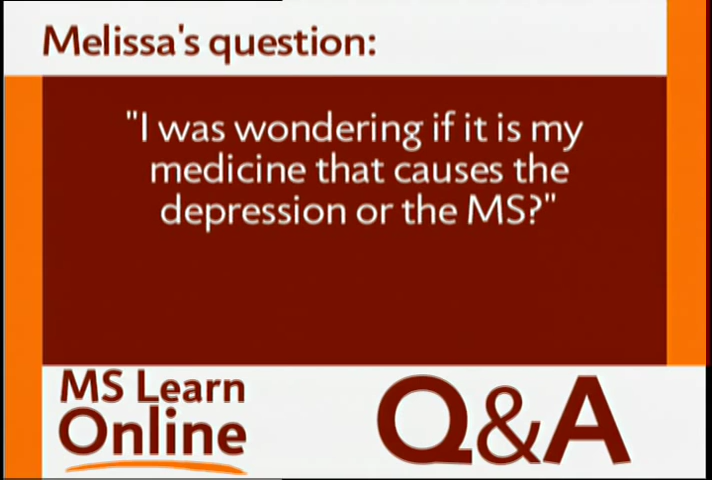 Melissa's question:
"I was wondering if it is my
medicine that causes the
depression or the MS?"
MS Learn
Online
Q&A